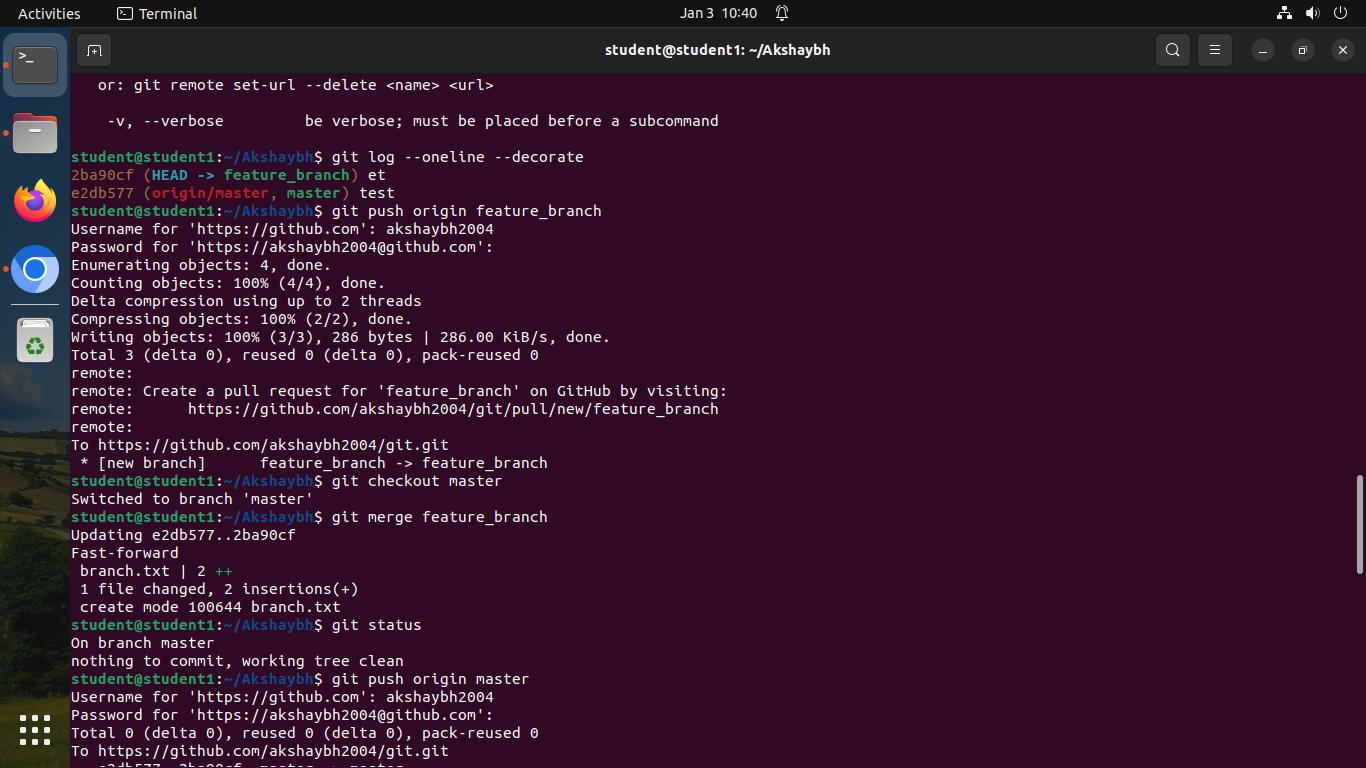 Activities Terminal Jan 3 10:40
student@student1: ~/Akshaybh
or: git remote set-url --delete <name> <url>
-v, --verbose be verbose; must be placed before a subcommand
student@student1:~/Akshaybh$ git log --oneline --decorate
2ba90cf (HEAD -> feature_branch) et
e2db577 (origin/master, master) test
student@student1:~/Akshaybh$ git push origin feature_branch
Username for 'https://github.com': akshaybh2004
Password for 'https://akshaybh2004@github.com':
Enumerating objects: 4, done.
Counting objects: 100% (4/4), done.
Delta compression using up to 2 threads
Compressing objects: 100% (2/2), done.
Writing objects: 100% (3/3), 286 bytes | 286.00 KiB/s, done.
Total 3 (delta 0), reused 0 (delta 0), pack-reused 0
remote:
remote: Create a pull request for 'feature_branch' on GitHub by visiting:
remote:      https://github.com/akshaybh2004/git/pull/new/feature_branch
remote:
To https://github.com/akshaybh2004/git.git
* [new branch]      feature_branch -> feature_branch
student@student1:~/Akshaybh$ git checkout master
Switched to branch 'master'
student@student1:~/Akshaybh$ git merge feature_branch
Updating e2db577..2ba90cf
Fast-forward
branch.txt | 2 ++
1 file changed, 2 insertions(+)
create mode 100644 branch.txt
student@student1:~/Akshaybh$ git status
On branch master
nothing to commit, working tree clean
student@student1:~/Akshaybh$ git push origin master
Username for 'https://github.com': akshaybh2004
Password for 'https://akshaybh2004@github.com':
Total 0 (delta 0), reused 0 (delta 0), pack-reused 0
To https://github.com/akshaybh2004/git.git
e2db577..2ba90cf master -> master